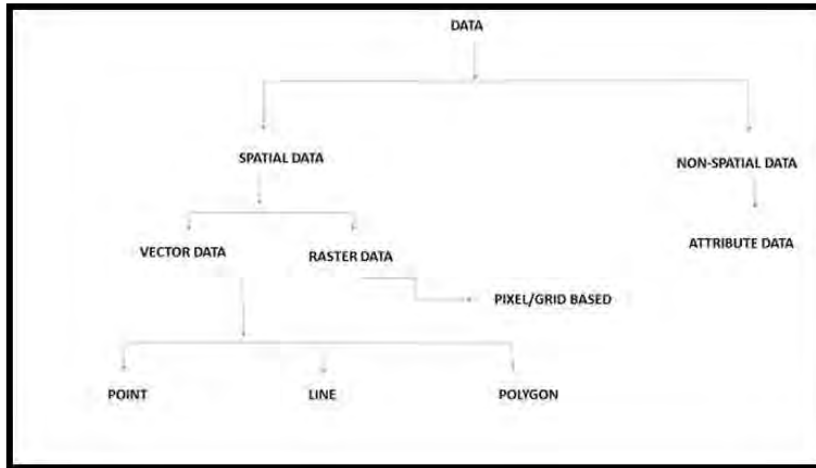 DATA
SPATIAL DATA
NON-SPATIAL DATA
VECTOR DATA
RASTER DATA
ATTRIBUTE DATA
PIXEL/GRID BASED
POINT
LINE
POLYGON